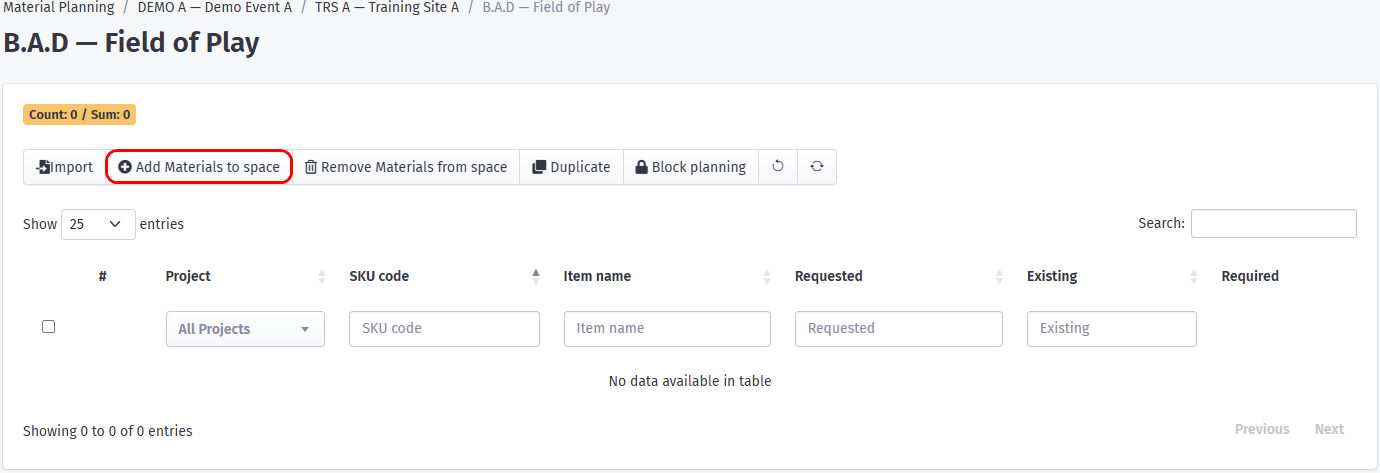 Material Planning / DEMO A — Demo Event A / TRS A — Training Site A / B.A.D — Field of Play
B.A.D — Field of Play
Count: 0 / Sum: 0
Import Add Materials to space Remove Materials from space Duplicate Block planning
Show 25 entries Search:
# Project SKU code Item name Requested Existing Required
All Projects SKU code Item name Requested Existing
No data available in table
Showing 0 to 0 of 0 entries Previous Next